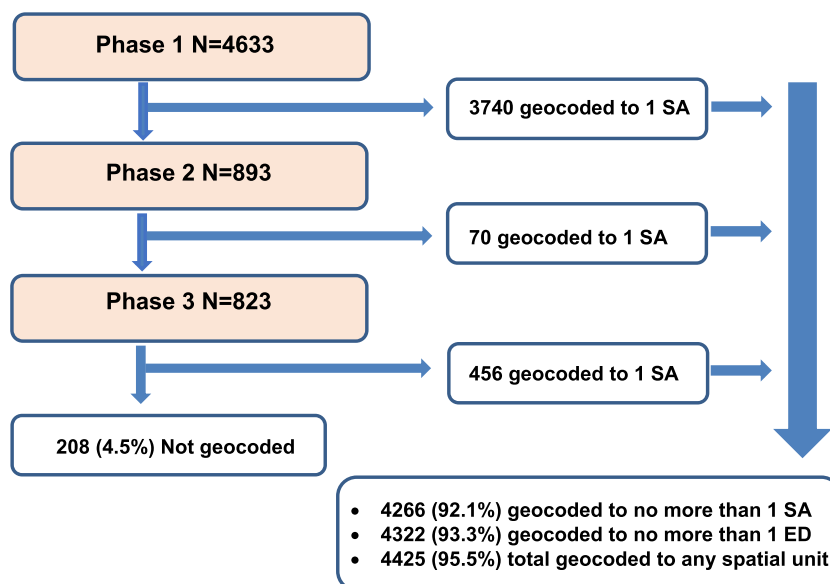 Phase 1 N=4633
3740 geocoded to 1 SA
Phase 2 N=893
70 geocoded to 1 SA
Phase 3 N=823
456 geocoded to 1 SA
208 (4.5%) Not geocoded
• 4266 (92.1%) geocoded to no more than 1 SA
• 4322 (93.3%) geocoded to no more than 1 ED
• 4425 (95.5%) total geocoded to any spatial unit